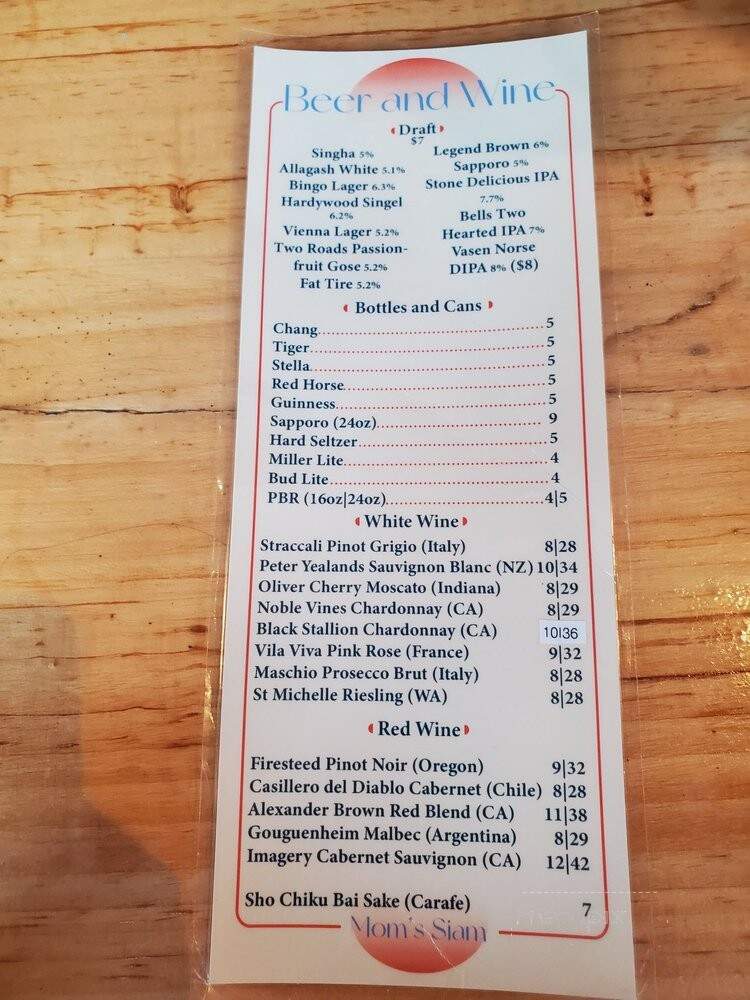 Beer and Wine
Draft
$7
Singha 5%
Allagash White 5.1%
Bingo Lager 6.3%
Hardywood Singel
6.2%
Vienna Lager 5.2%
Two Roads Passion-
fruit Gose 5.2%
Fat Tire 5.2%
Legend Brown 6%
Sapporo 5%
Stone Delicious IPA
7.7%
Bells Two
Hearted IPA 7%
Vasen Norse
DIPA 8% ($8)
Bottles and Cans
Chang 5
Tiger 5
Stella 5
Red Horse 5
Guinness 5
Sapporo (24oz) 9
Hard Seltzer 5
Miller Lite 4
Bud Lite 4
PBR (16oz|24oz) 4|5
White Wine
Straccali Pinot Grigio (Italy) 8|28
Peter Yealands Sauvignon Blanc (NZ) 10|34
Oliver Cherry Moscato (Indiana) 8|29
Noble Vines Chardonnay (CA) 8|29
Black Stallion Chardonnay (CA) 10|36
Vila Viva Pink Rose (France) 9|32
Maschio Prosecco Brut (Italy) 8|28
St Michelle Riesling (WA) 8|28
Red Wine
Firesteed Pinot Noir (Oregon) 9|32
Casillero del Diablo Cabernet (Chile) 8|28
Alexander Brown Red Blend (CA) 11|38
Gouguenheim Malbec (Argentina) 8|29
Imagery Cabernet Sauvignon (CA) 12|42
Sho Chiku Bai Sake (Carafe) 7
Mom's Siam